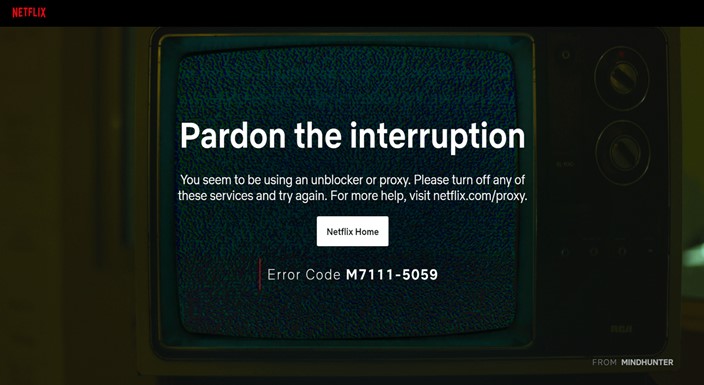 NETFLIX
Pardon the interruption
You seem to be using an unblocker or proxy. Please turn off any of
these services and try again. For more help, visit netflix.com/proxy.
Netflix Home
Error Code M7111-5059
FROM MINDHUNTER